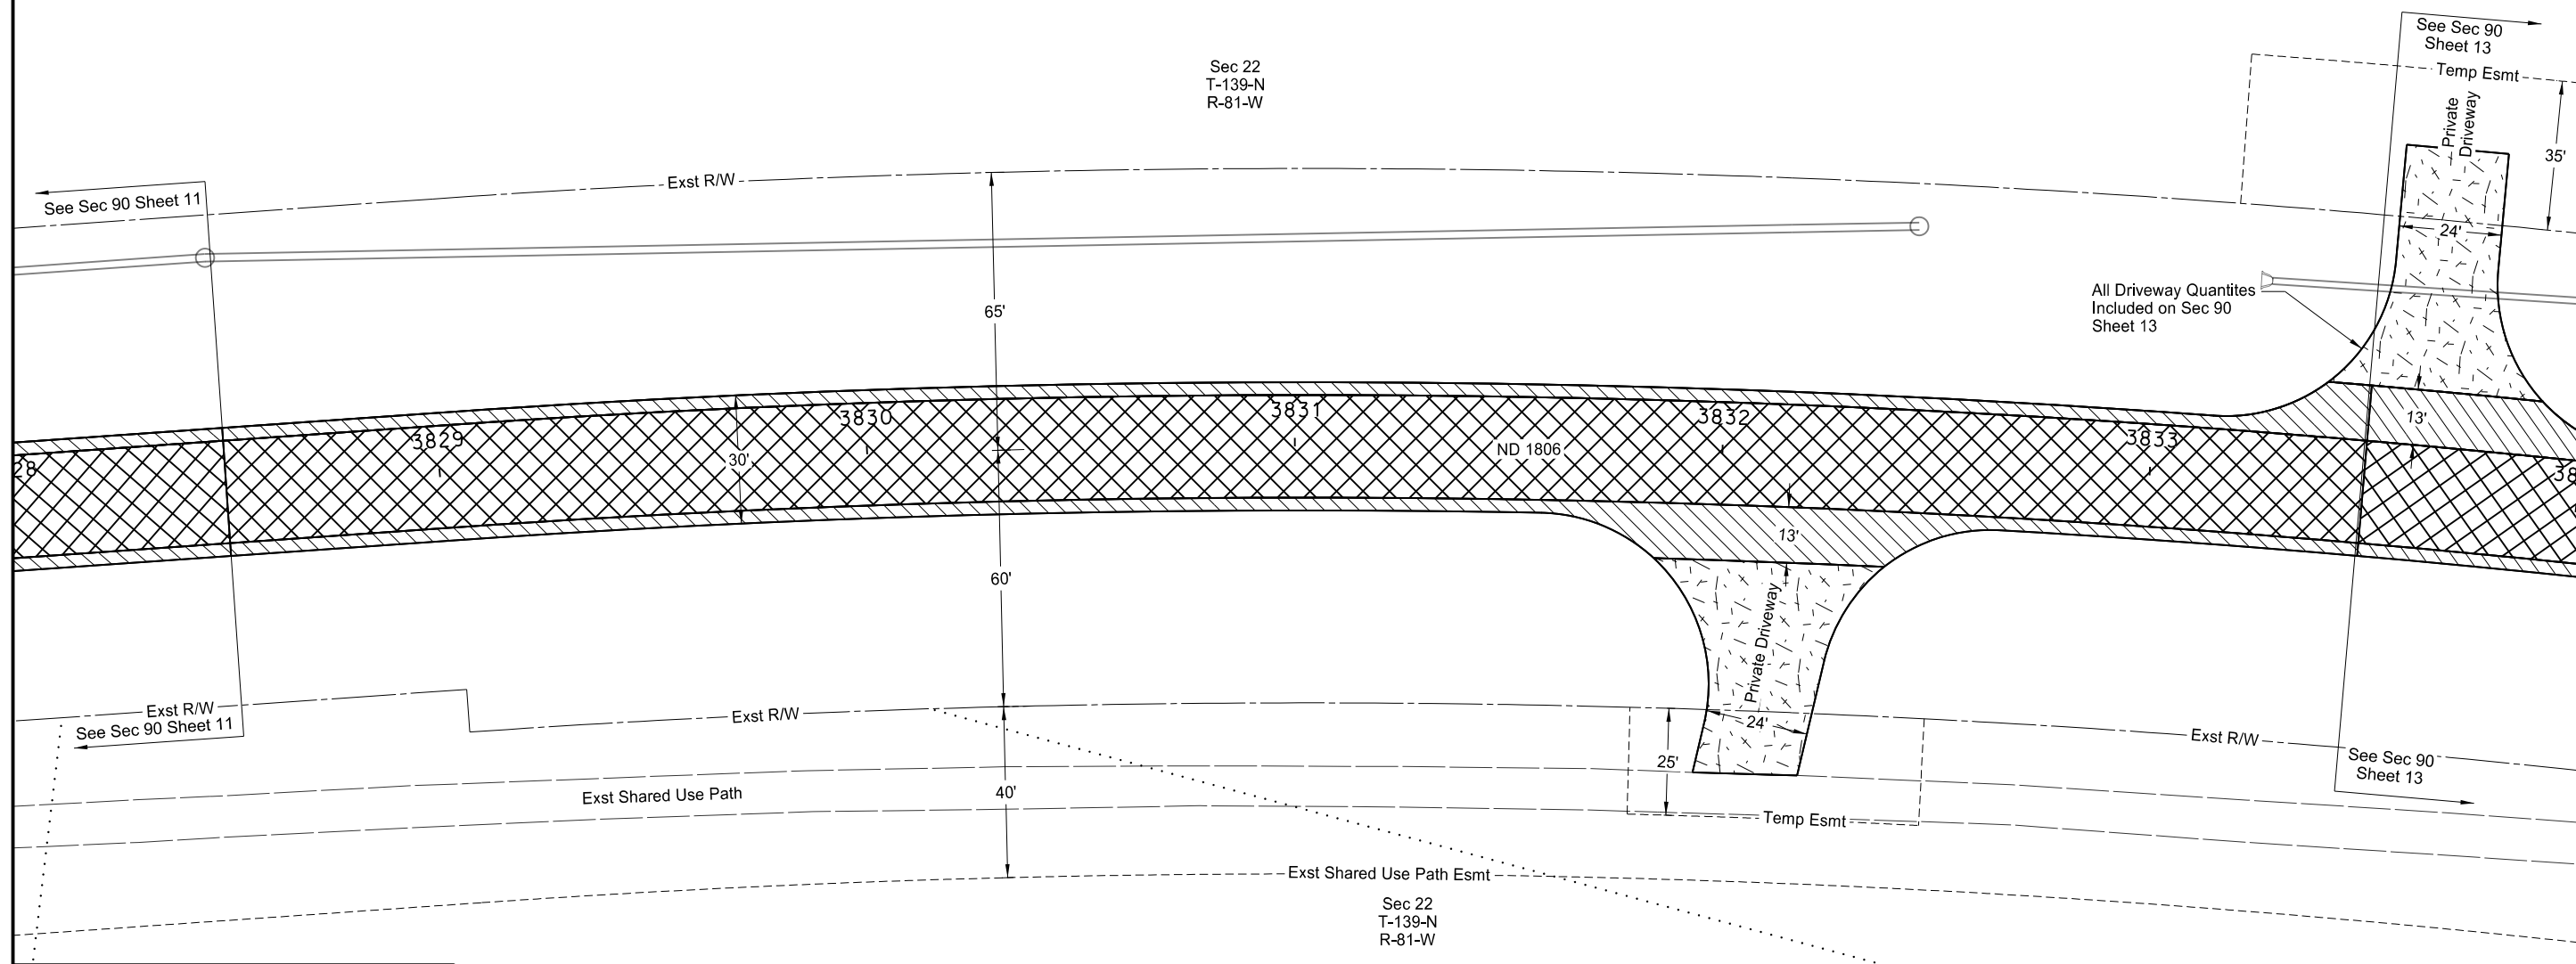 See Sec 90
Sheet 13
Temp Esmt
Private
Driveway
35'
24'
Sec 22
T-139-N
R-81-W
Exst R/W
See Sec 90 Sheet 11
65'
All Driveway Quantites
Included on Sec 90
Sheet 13
28
3829
30'
3830
3831
ND 1806
3832
3833
13'
38
13'
60'
Private Driveway
24'
Exst R/W
See Sec 90 Sheet 11
Exst R/W
Exst R/W
See Sec 90
Sheet 13
25'
Exst Shared Use Path
40'
Temp Esmt
Exst Shared Use Path Esmt
Sec 22
T-139-N
R-81-W